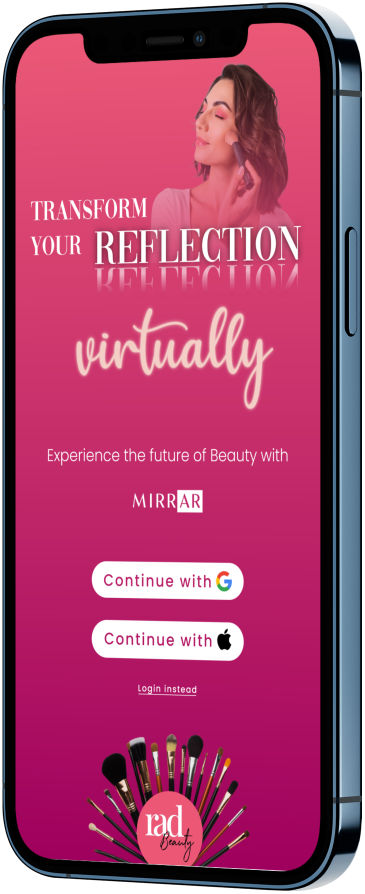 TRANSFORM
YOUR REFLECTION
virtually
Experience the future of Beauty with
MIRRAR
Continue with G
Continue with
Login instead
rad
Beauty